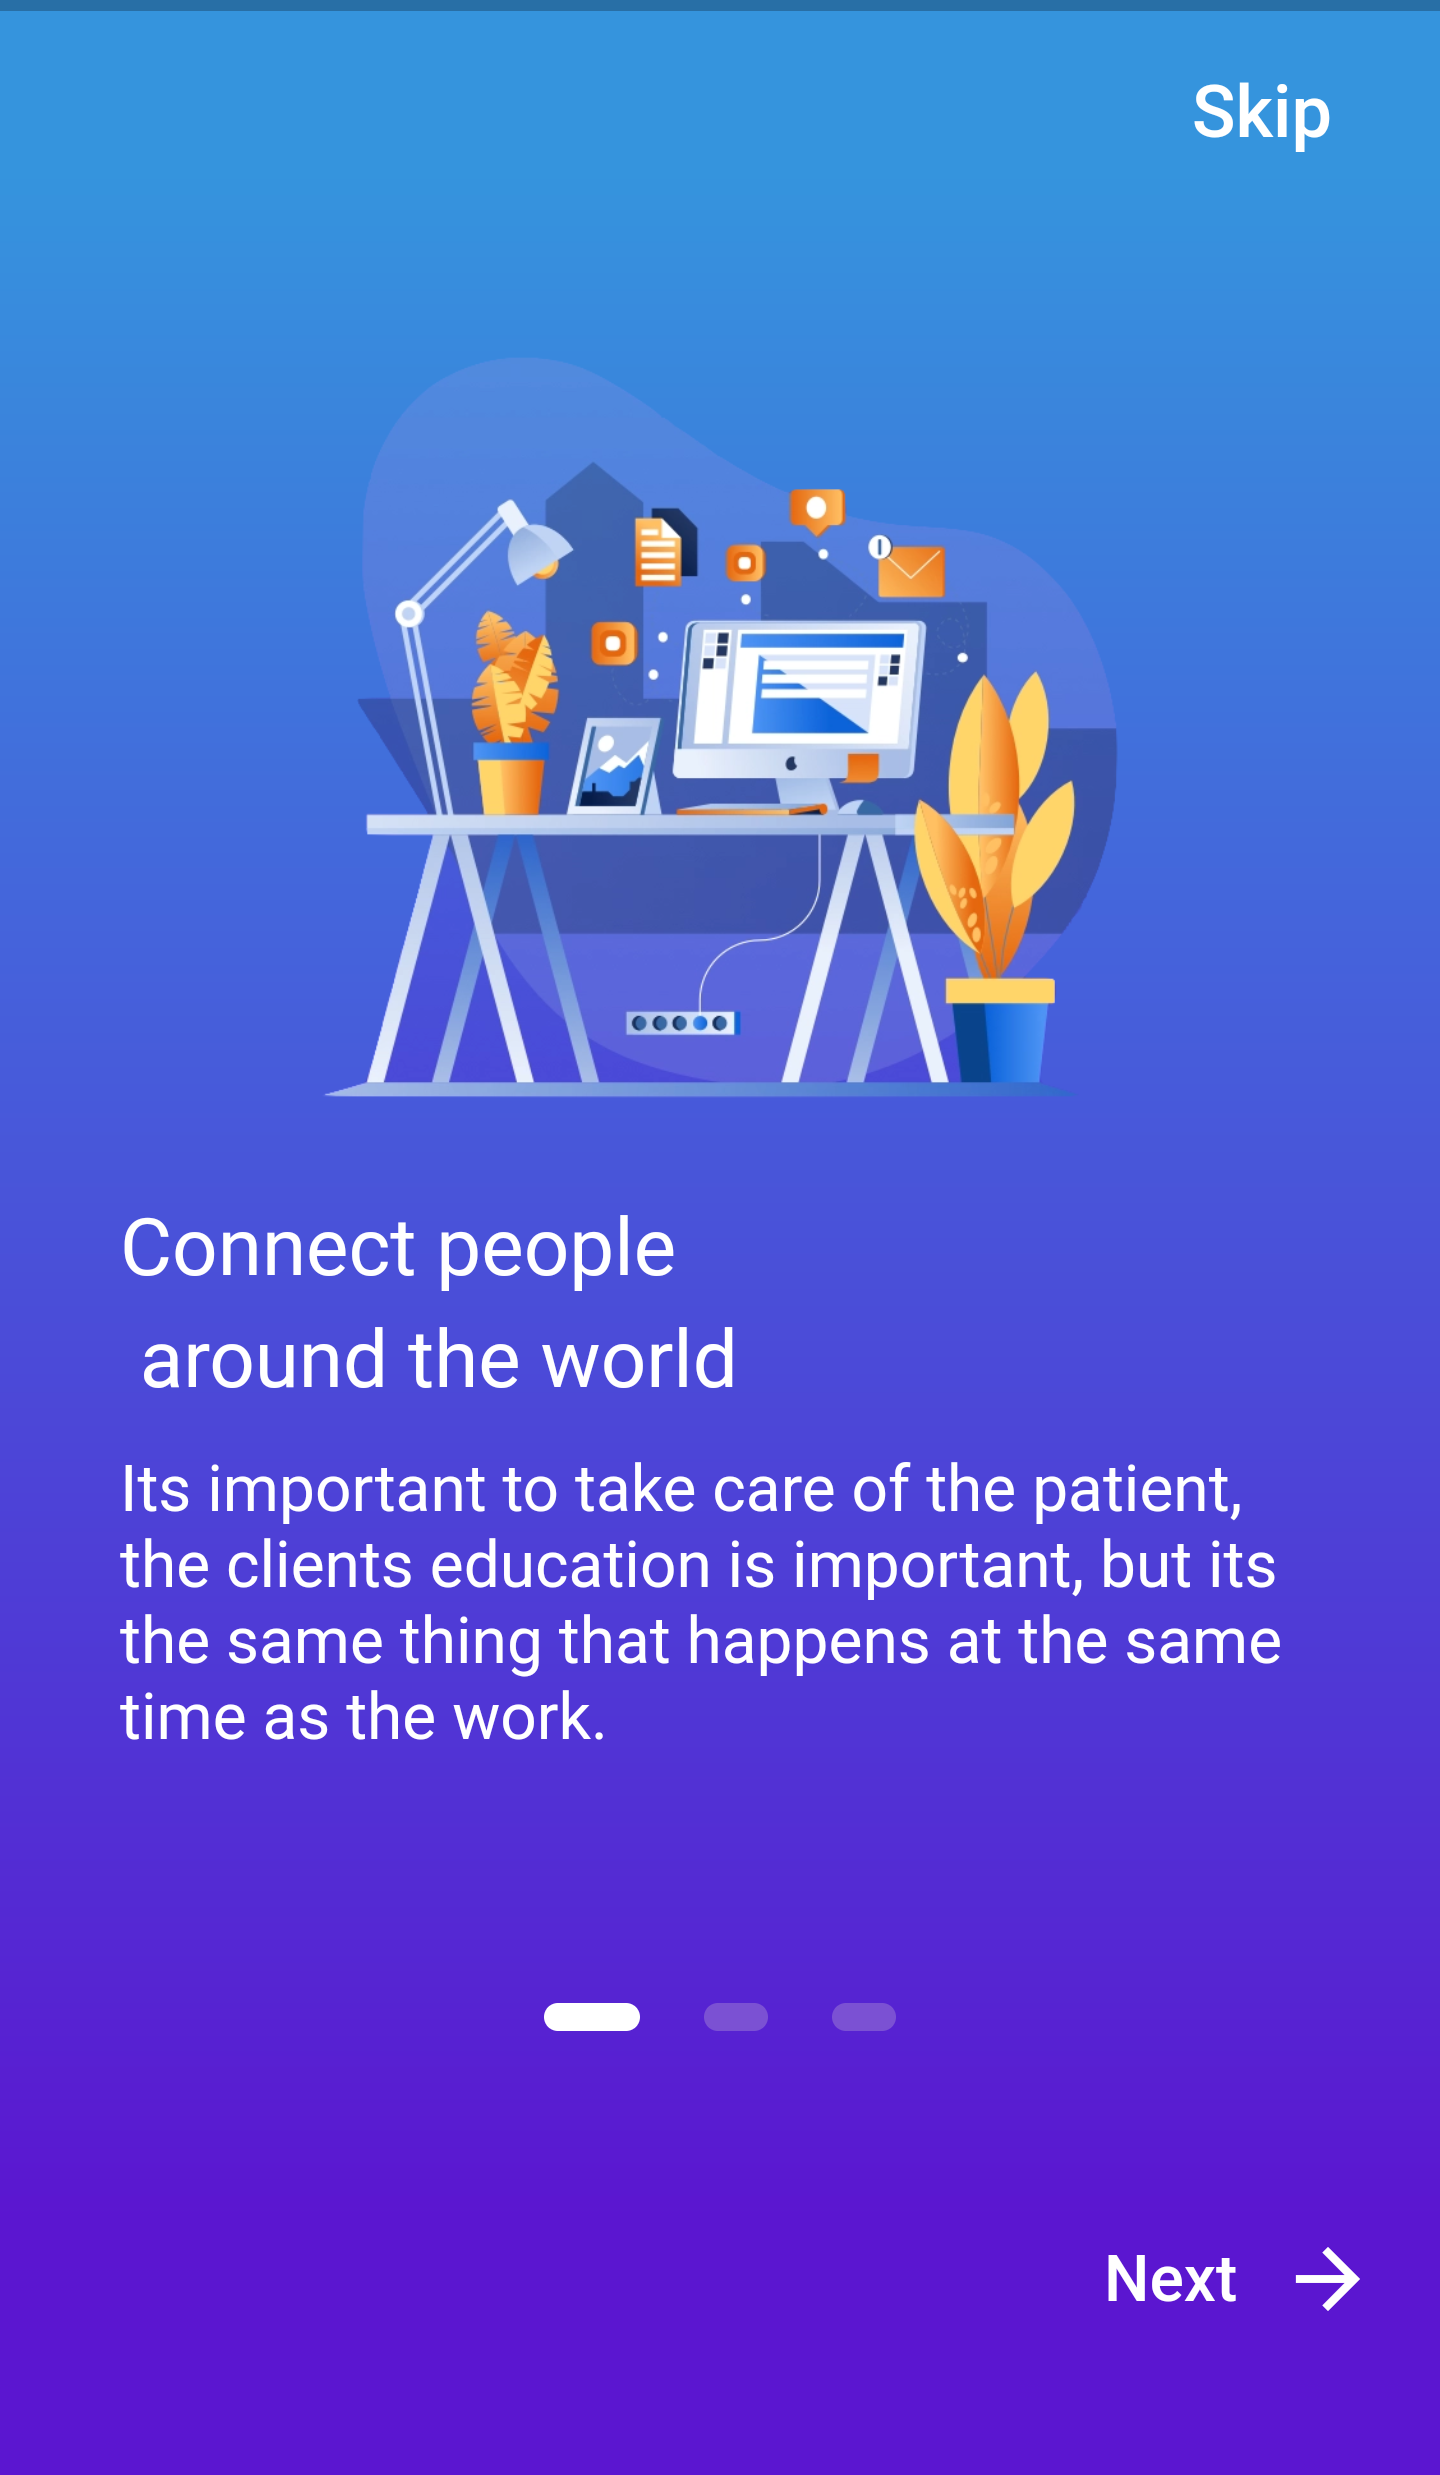 Skip
Connect people
around the world
Its important to take care of the patient,
the clients education is important, but its
the same thing that happens at the same
time as the work.
Next